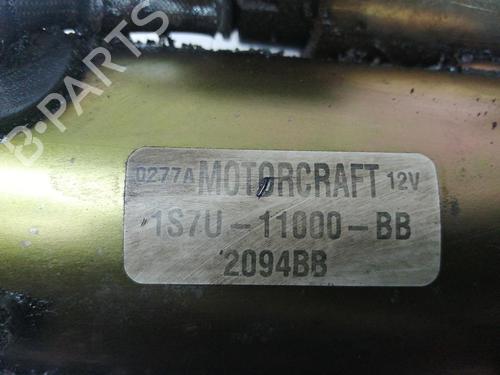 B-PARTS
0277A MOTORCRAFT 12V
1S7U-11000-BB
2094BB